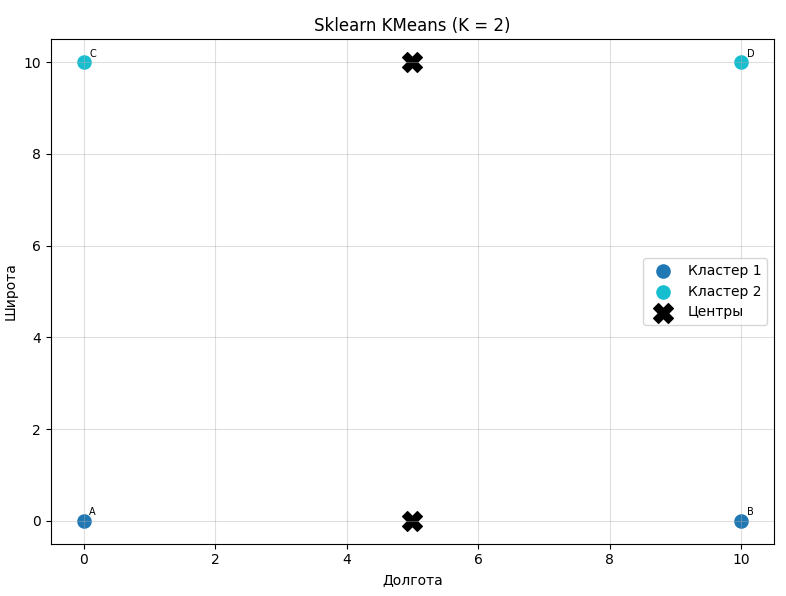 Sklearn KMeans (K = 2)
C
D
10
8
6
4
2
0
Широта
Кластер 1
Кластер 2
Центры
A
B
0
2
4
6
8
10
Долгота